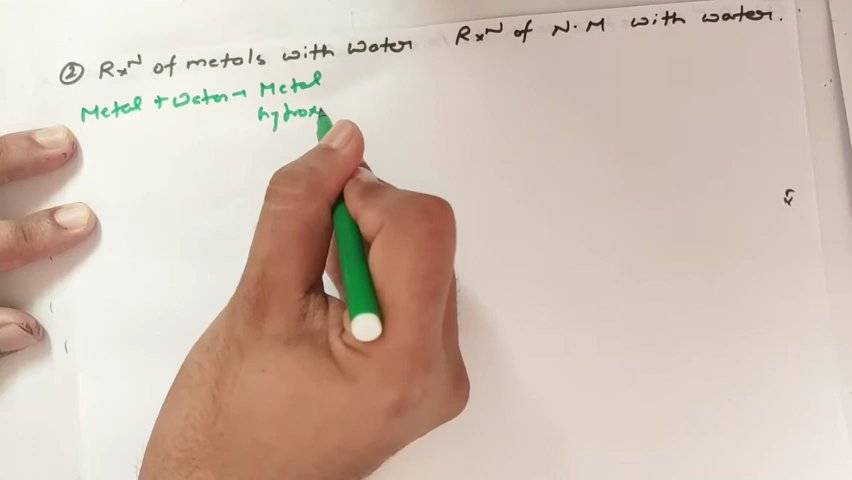 ② Rxᴺ of metals with water Rxᴺ of N.M with water.
Metal + Water → Metal
hydrox